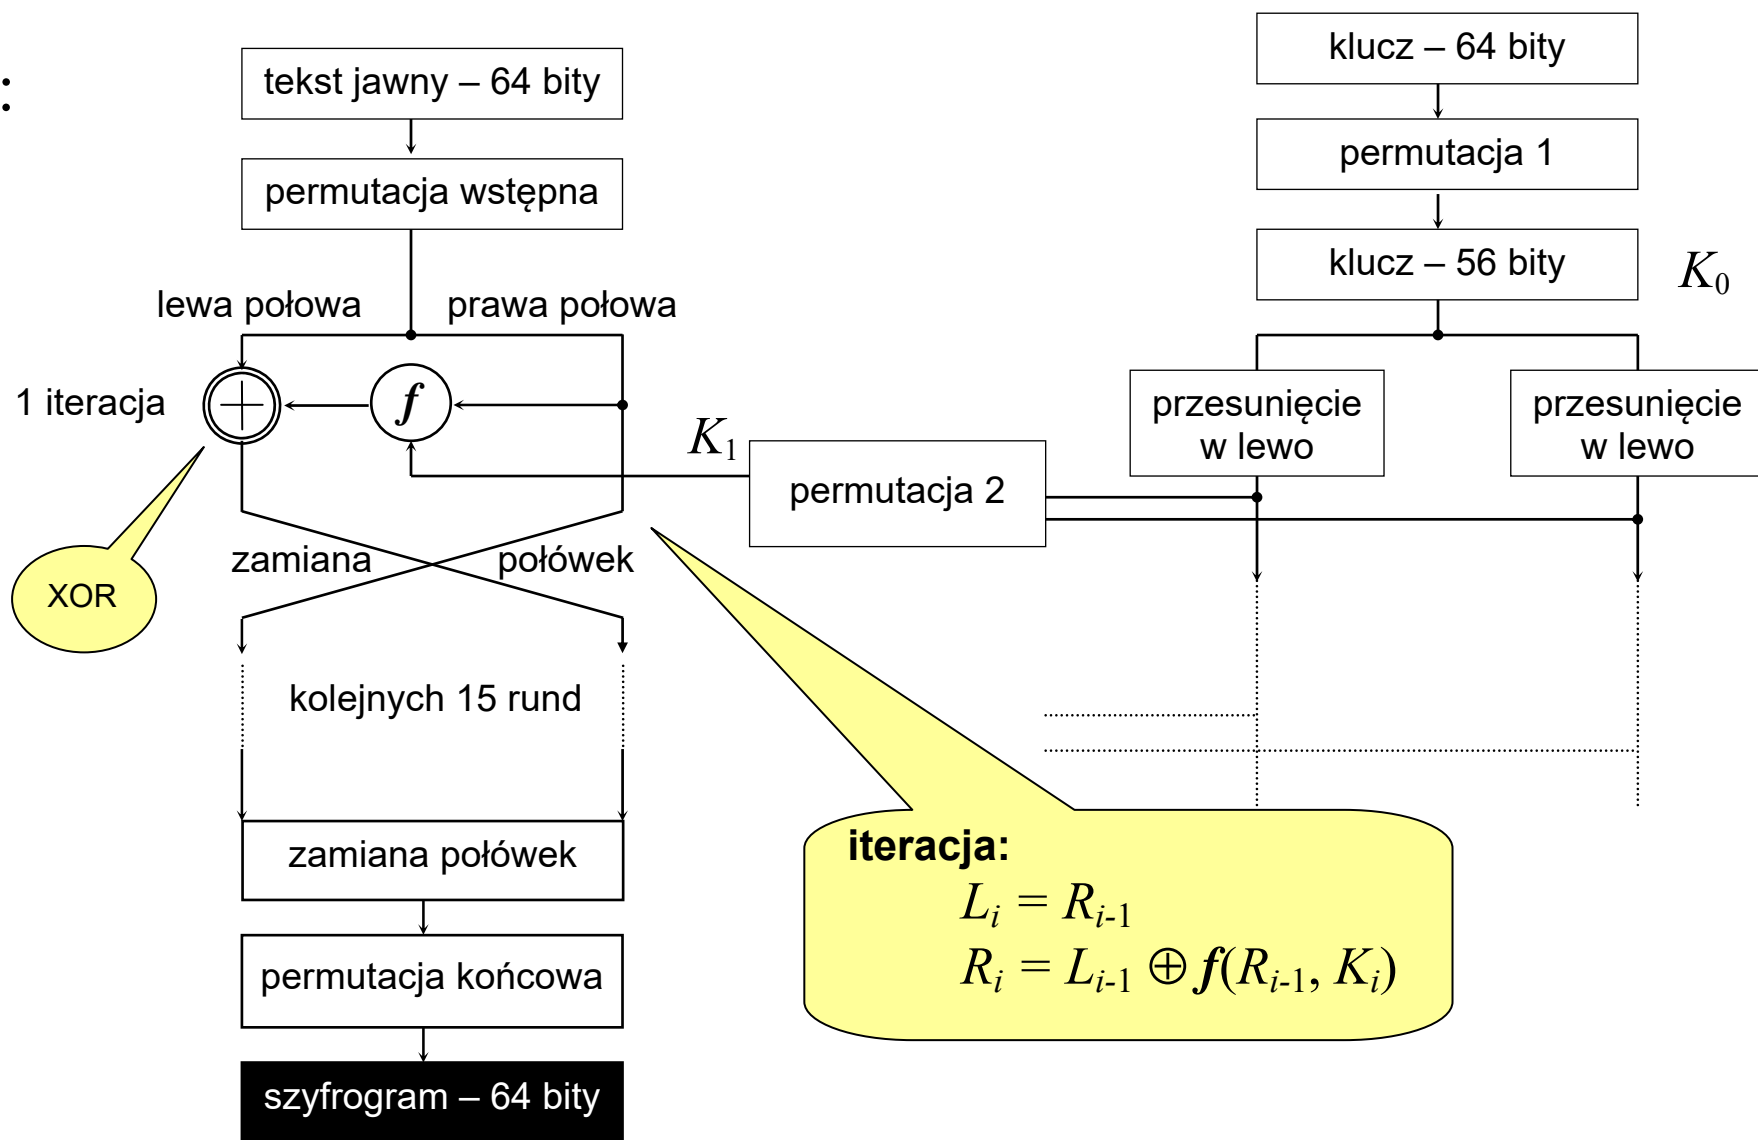 :
tekst jawny – 64 bity
permutacja wstępna
lewa połowa
prawa połowa
1 iteracja
f
XOR
zamiana
połówek
kolejnych 15 rund
zamiana połówek
permutacja końcowa
szyfrogram – 64 bity
klucz – 64 bity
permutacja 1
klucz – 56 bity
K₀
przesunięcie
w lewo
przesunięcie
w lewo
K₁
permutacja 2
iteracja:
Lᵢ = Rᵢ₋₁
Rᵢ = Lᵢ₋₁ ⊕ f(Rᵢ₋₁, Kᵢ)